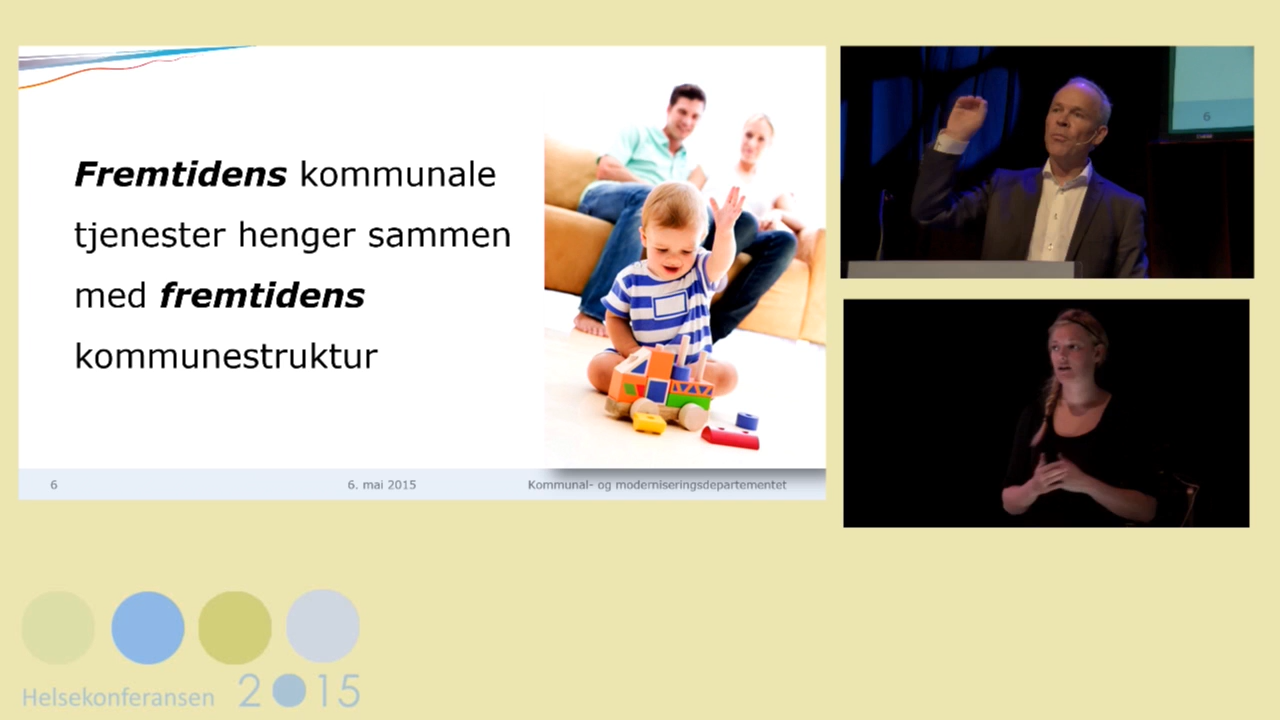 Fremtidens kommunale
tjenester henger sammen
med fremtidens
kommunestruktur
6
6. mai 2015
Kommunal- og moderniseringsdepartementet
6
Helsekonferansen 2015